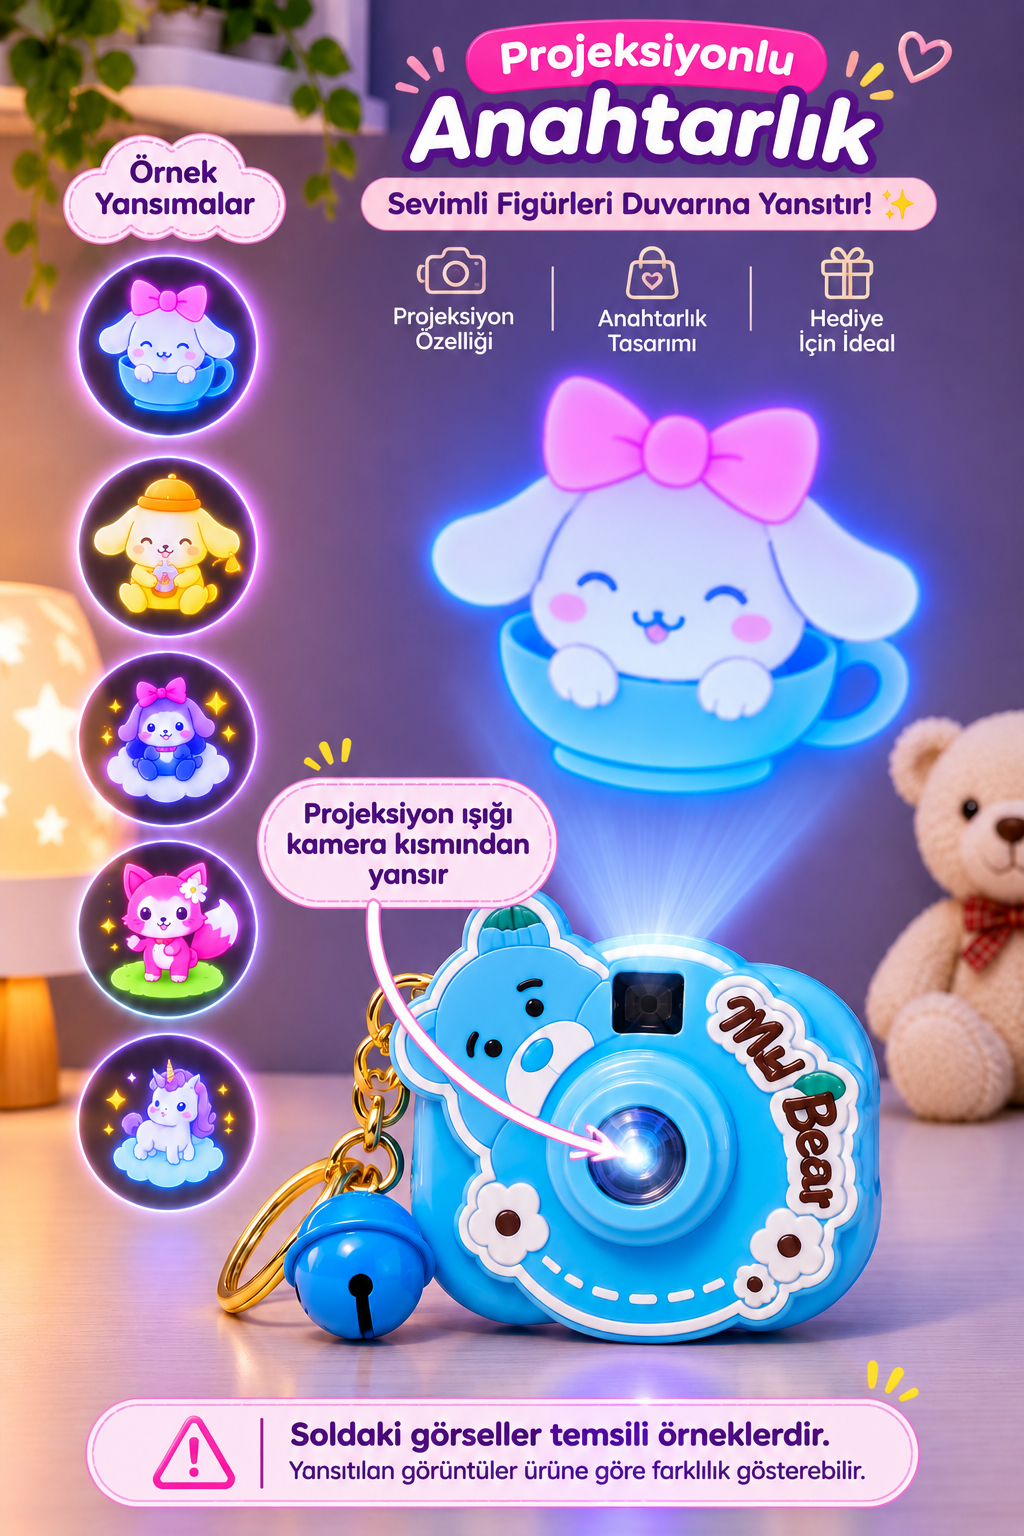 Projeksiyonlu
Anahtarlık
Sevimli Figürleri Duvarına Yansıtır!
Örnek
Yansımalar
Projeksiyon
Özelliği
Anahtarlık
Tasarımı
Hediye
İçin İdeal
Projeksiyon ışığı
kamera kısmından
yansır
My
Bear
Soldaki görseller temsili örneklerdir.
Yansıtılan görüntüler ürüne göre farklılık gösterebilir.